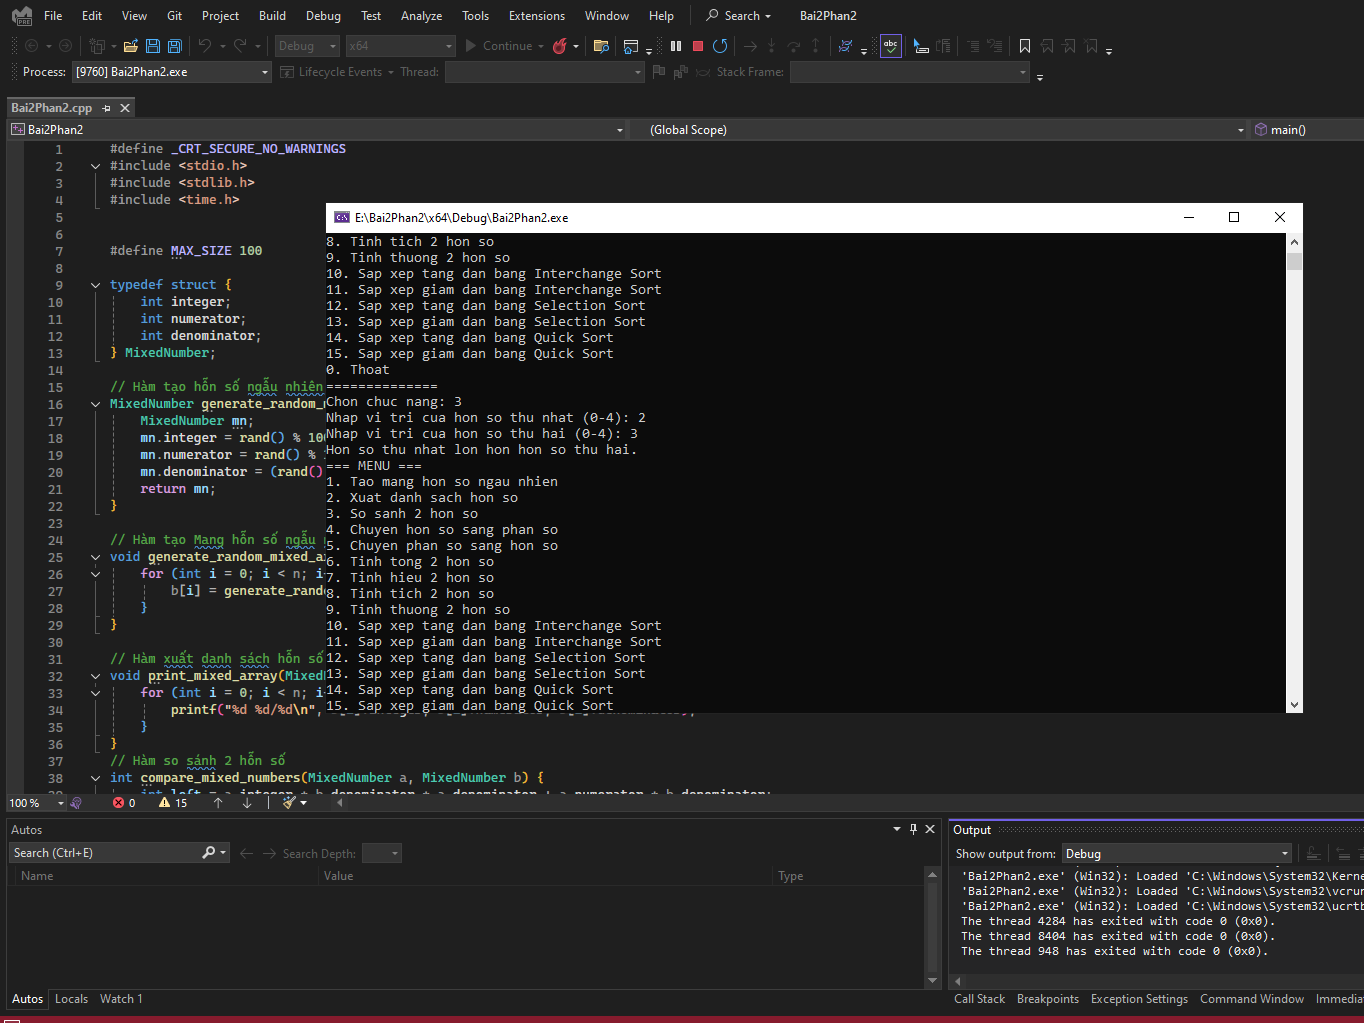 File Edit View Git Project Build Debug Test Analyze Tools Extensions Window Help Search Bai2Phan2
Debug x64 Continue
Process: [9760] Bai2Phan2.exe Lifecycle Events Thread: Stack Frame:
Bai2Phan2.cpp
Bai2Phan2 (Global Scope) main()
1 #define _CRT_SECURE_NO_WARNINGS
2 #include <stdio.h>
3 #include <stdlib.h>
4 #include <time.h>
5
6
7 #define MAX_SIZE 100
8
9 typedef struct {
10 int integer;
11 int numerator;
12 int denominator;
13 } MixedNumber;
14
15 // Hàm tạo hỗn số ngẫu nhiên
16 MixedNumber generate_random_m
17 MixedNumber mn;
18 mn.integer = rand() % 100
19 mn.numerator = rand() %
20 mn.denominator = (rand()
21 return mn;
22 }
23
24 // Hàm tạo Mang hỗn số ngẫu
25 void generate_random_mixed_ar
26 for (int i = 0; i < n; i
27 b[i] = generate_rand
28 }
29 }
30
31 // Hàm xuất danh sách hỗn số
32 void print_mixed_array(Mixed
33 for (int i = 0; i < n; i
34 printf("%d %d/%d\n",
35 }
36 }
37 // Hàm so sánh 2 hỗn số
38 int compare_mixed_numbers(MixedNumber a, MixedNumber b) {
E:\Bai2Phan2\x64\Debug\Bai2Phan2.exe
8. Tinh tich 2 hon so
9. Tinh thuong 2 hon so
10. Sap xep tang dan bang Interchange Sort
11. Sap xep giam dan bang Interchange Sort
12. Sap xep tang dan bang Selection Sort
13. Sap xep giam dan bang Selection Sort
14. Sap xep tang dan bang Quick Sort
15. Sap xep giam dan bang Quick Sort
0. Thoat
==============
Chon chuc nang: 3
Nhap vi tri cua hon so thu nhat (0-4): 2
Nhap vi tri cua hon so thu hai (0-4): 3
Hon so thu nhat lon hon hon so thu hai.
=== MENU ===
1. Tao mang hon so ngau nhien
2. Xuat danh sach hon so
3. So sanh 2 hon so
4. Chuyen hon so sang phan so
5. Chuyen phan so sang hon so
6. Tinh tong 2 hon so
7. Tinh hieu 2 hon so
8. Tinh tich 2 hon so
9. Tinh thuong 2 hon so
10. Sap xep tang dan bang Interchange Sort
11. Sap xep giam dan bang Interchange Sort
12. Sap xep tang dan bang Selection Sort
13. Sap xep giam dan bang Selection Sort
14. Sap xep tang dan bang Quick Sort
15. Sap xep giam dan bang Quick Sort
100 % 0 15
Autos
Search (Ctrl+E) Search Depth:
Name Value Type
Autos Locals Watch 1
Output
Show output from: Debug
'Bai2Phan2.exe' (Win32): Loaded 'C:\Windows\System32\Kerne
'Bai2Phan2.exe' (Win32): Loaded 'C:\Windows\System32\vcrun
'Bai2Phan2.exe' (Win32): Loaded 'C:\Windows\System32\ucrtb
The thread 4284 has exited with code 0 (0x0).
The thread 8404 has exited with code 0 (0x0).
The thread 948 has exited with code 0 (0x0).
Call Stack Breakpoints Exception Settings Command Window Immedia